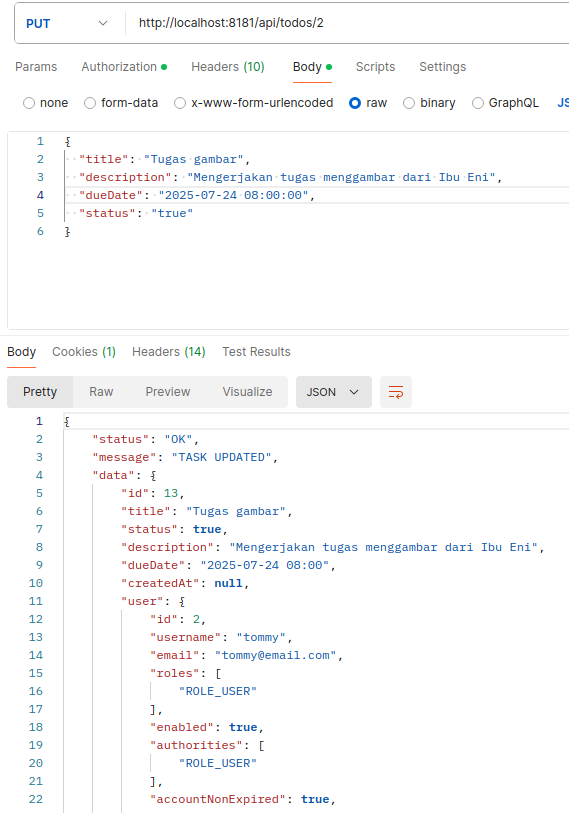 PUT http://localhost:8181/api/todos/2
Params Authorization Headers (10) Body Scripts Settings
none form-data x-www-form-urlencoded raw binary GraphQL JS
1 {
2 "title": "Tugas gambar",
3 "description": "Mengerjakan tugas menggambar dari Ibu Eni",
4 "dueDate": "2025-07-24 08:00:00",
5 "status": "true"
6 }
Body Cookies (1) Headers (14) Test Results
Pretty Raw Preview Visualize JSON
1 {
2 "status": "OK",
3 "message": "TASK UPDATED",
4 "data": {
5 "id": 13,
6 "title": "Tugas gambar",
7 "status": true,
8 "description": "Mengerjakan tugas menggambar dari Ibu Eni",
9 "dueDate": "2025-07-24 08:00",
10 "createdAt": null,
11 "user": {
12 "id": 2,
13 "username": "tommy",
14 "email": "tommy@email.com",
15 "roles": [
16 "ROLE_USER"
17 ],
18 "enabled": true,
19 "authorities": [
20 "ROLE_USER"
21 ],
22 "accountNonExpired": true,